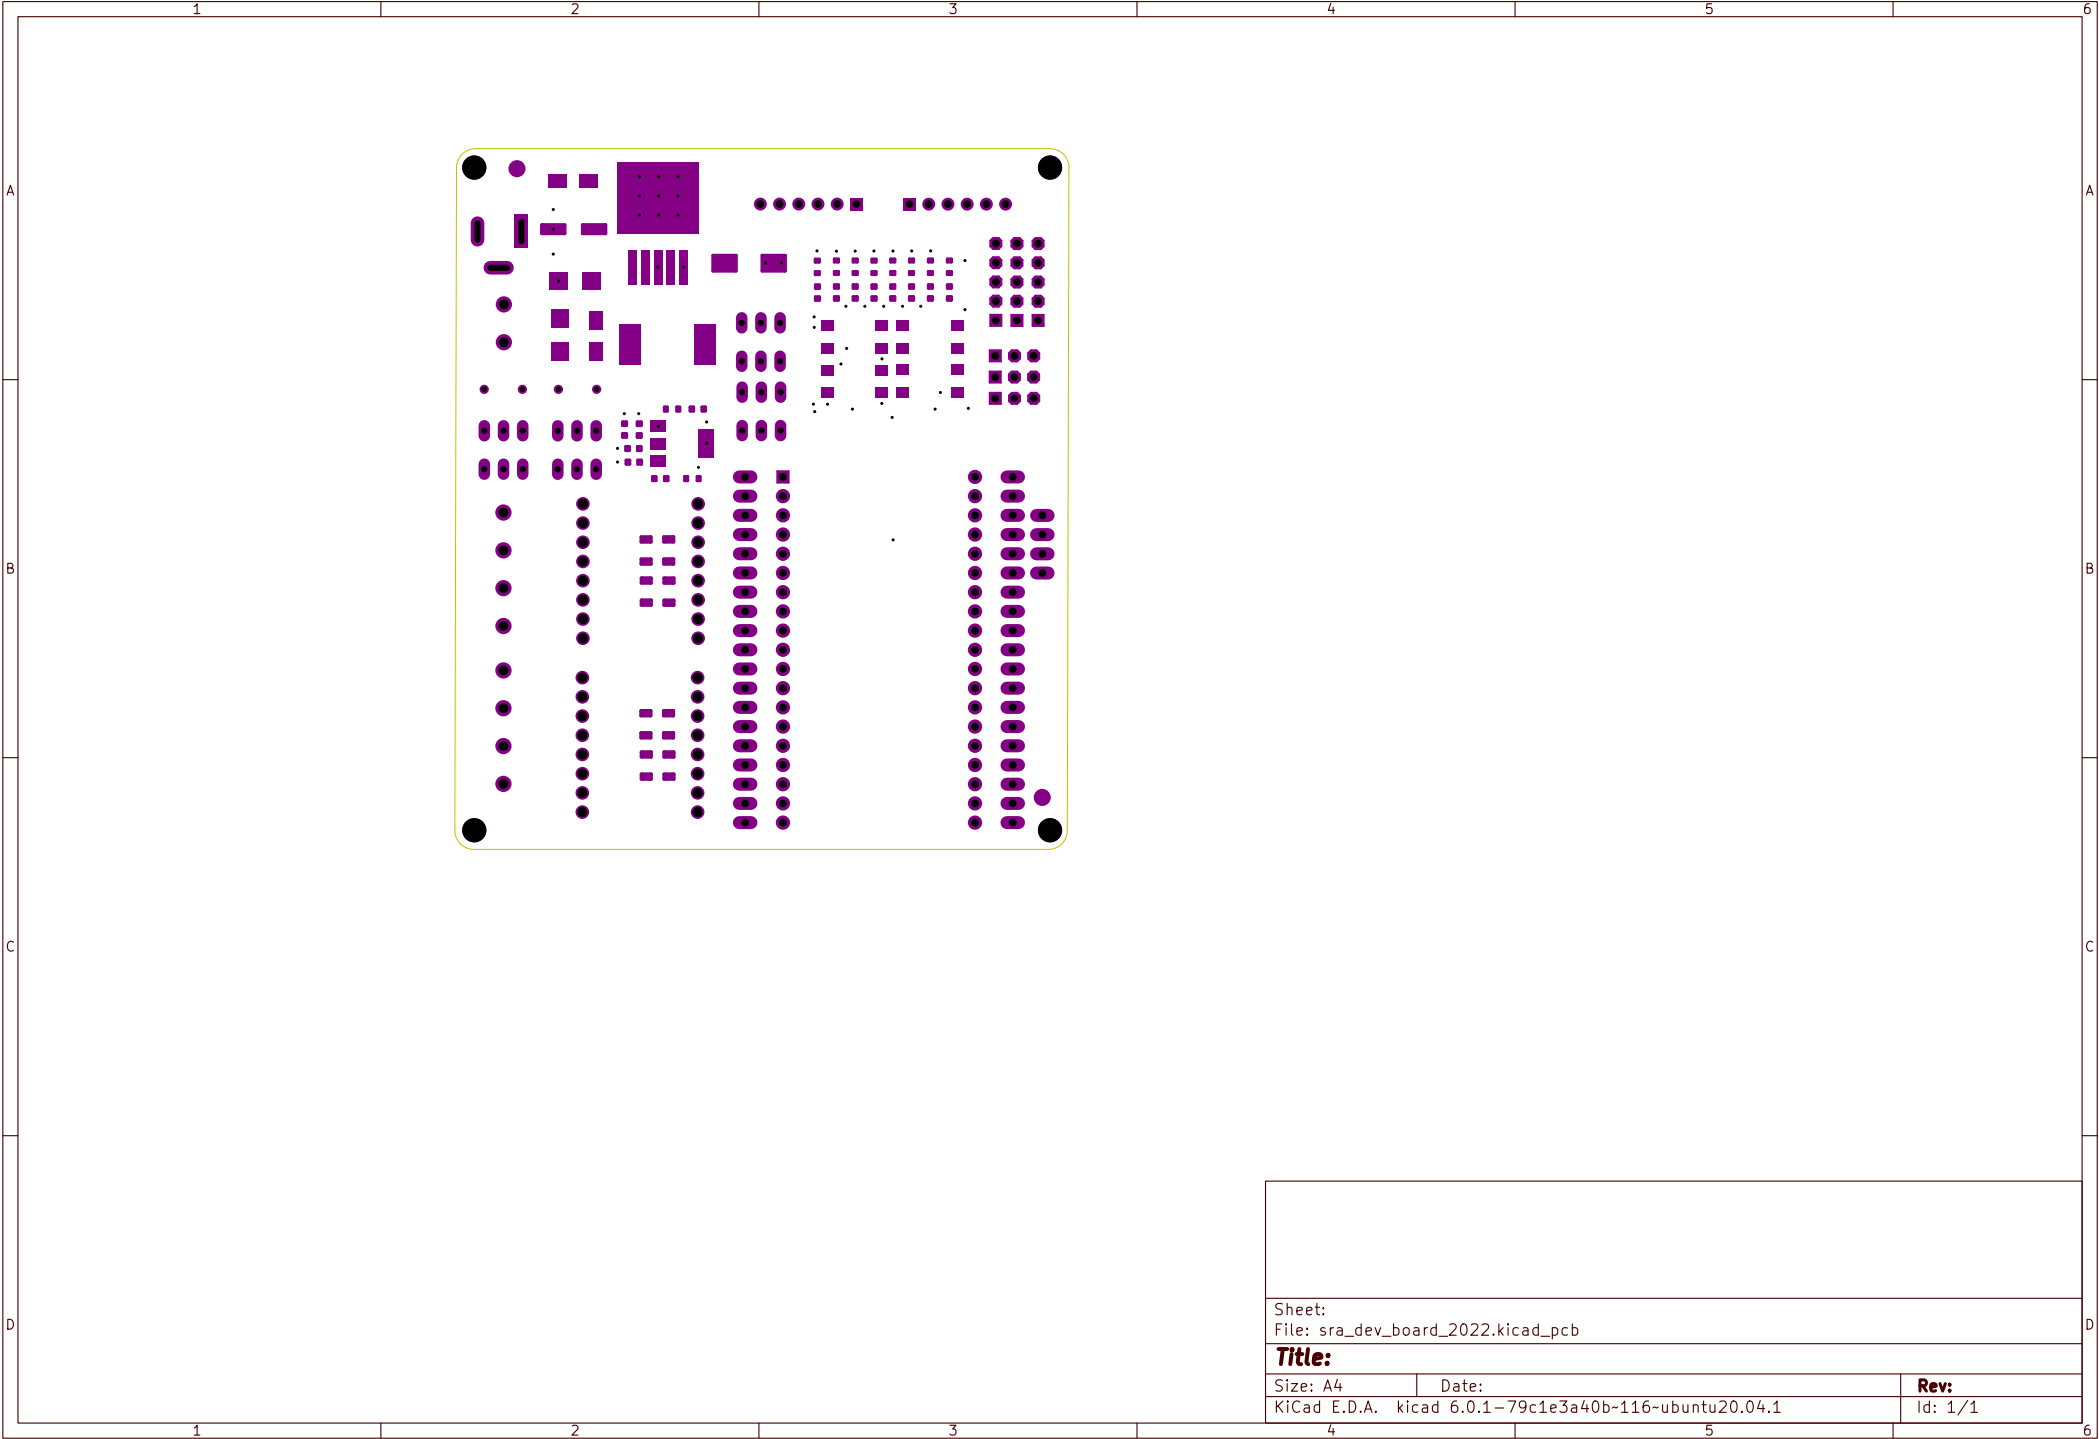 1 2 3 4 5 6
A A
B B
C C
D D
Sheet:
File: sra_dev_board_2022.kicad_pcb
Title:
Size: A4 Date: Rev:
KiCad E.D.A. kicad 6.0.1-79c1e3a40b~116~ubuntu20.04.1 Id: 1/1
1 2 3 4 5 6